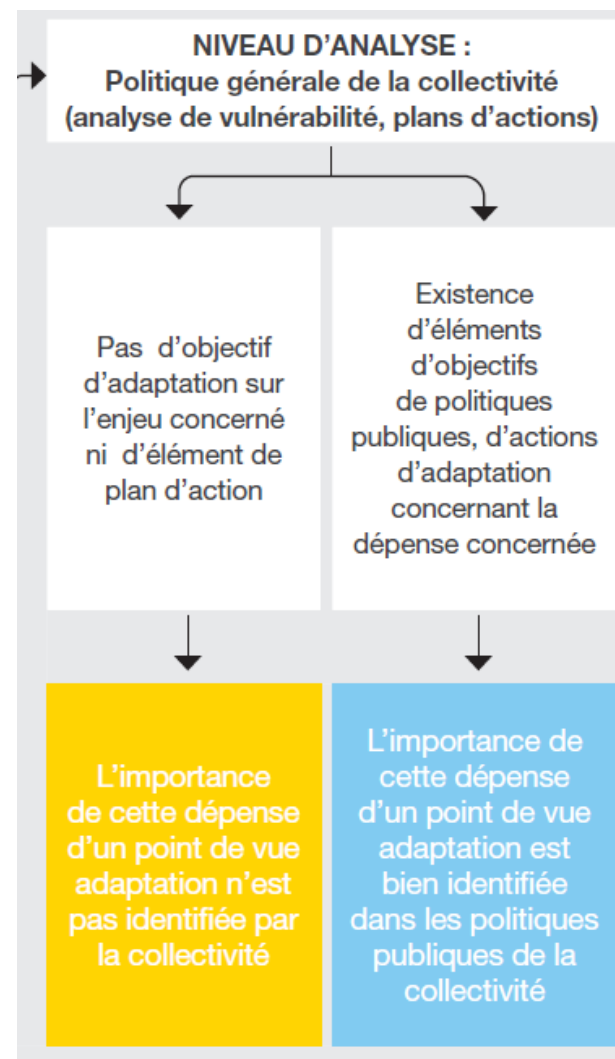 NIVEAU D’ANALYSE :
Politique générale de la collectivité
(analyse de vulnérabilité, plans d’actions)
Pas d’objectif
d’adaptation sur
l’enjeu concerné
ni d’élément de
plan d’action
Existence
d’éléments
d’objectifs
de politiques
publiques, d’actions
d’adaptation
concernant la
dépense concernée
L’importance
de cette dépense
d’un point de vue
adaptation n’est
pas identifiée par
la collectivité
L’importance de
cette dépense
d’un point de vue
adaptation est
bien identifiée
dans les politiques
publiques de la
collectivité